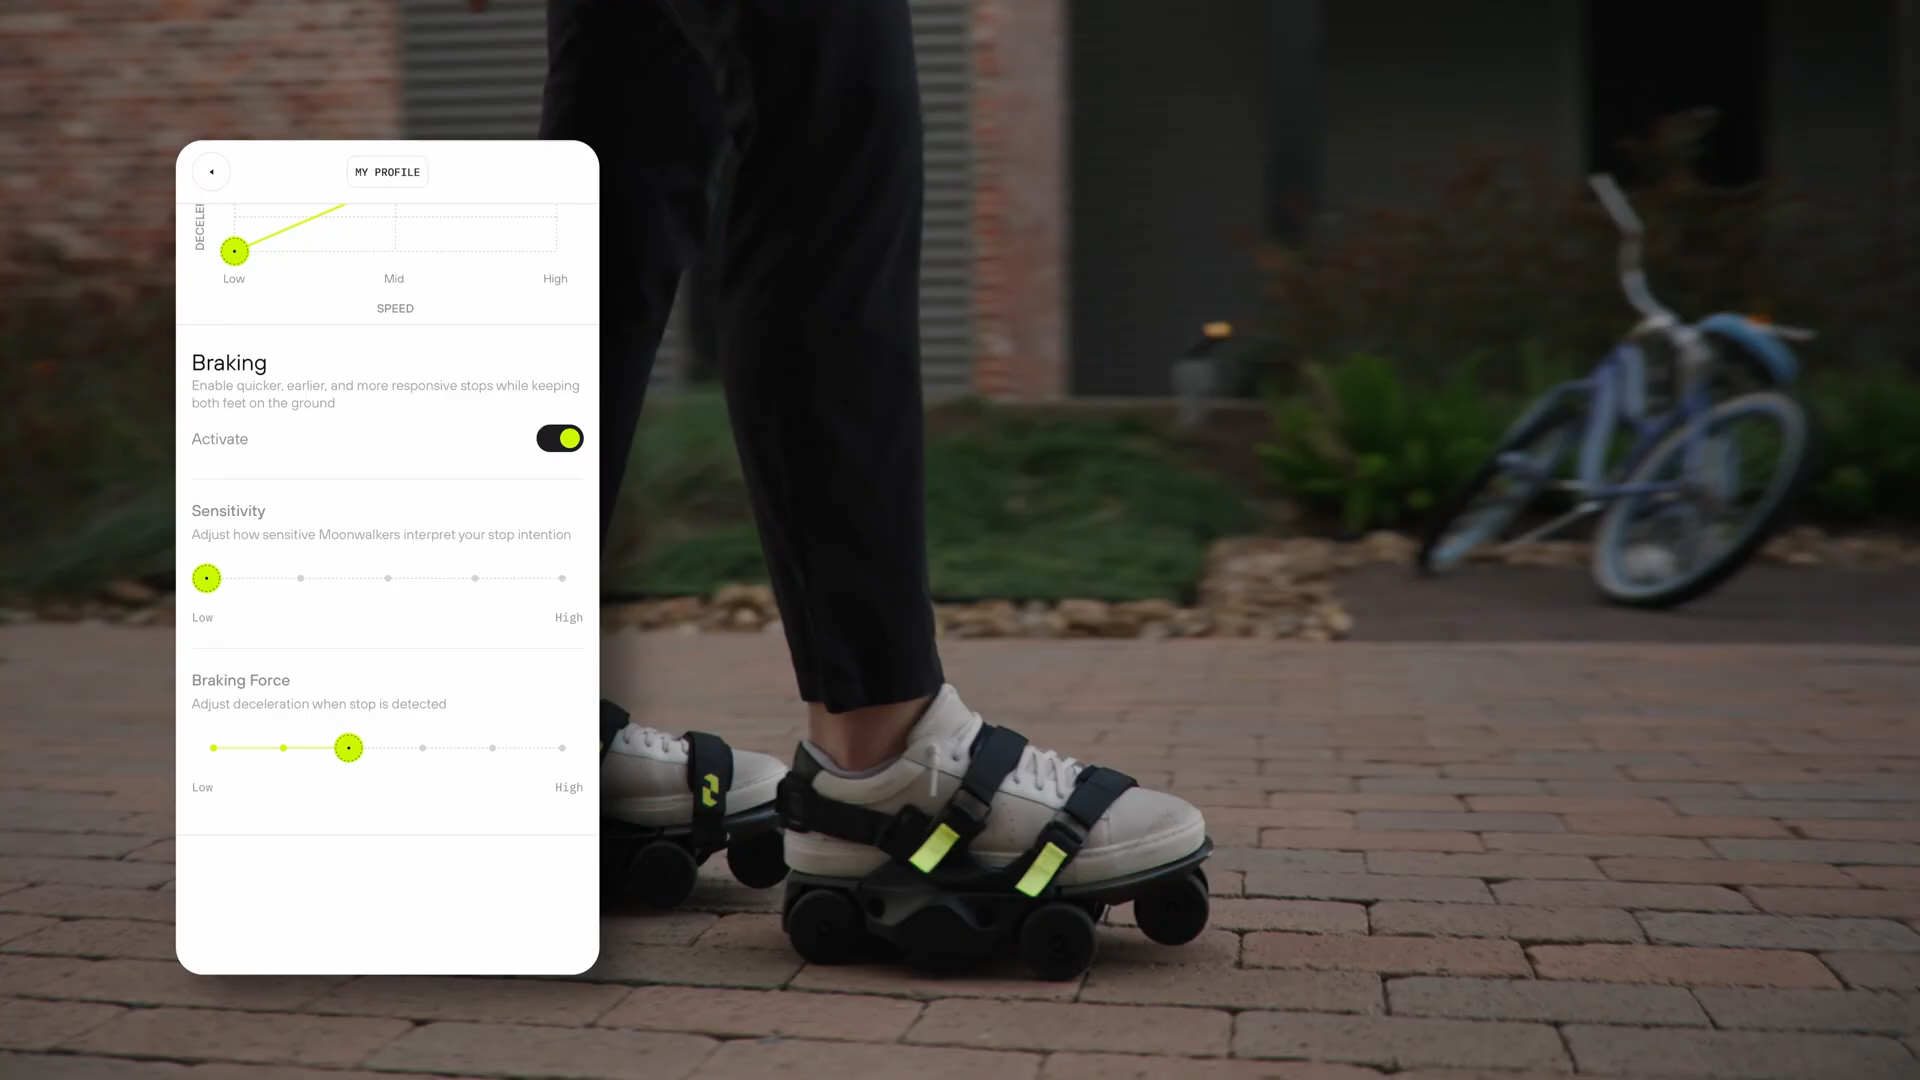 MY PROFILE
Low
Mid
High
SPEED
Braking
Enable quicker, earlier, and more responsive stops while keeping
both feet on the ground
Activate
Sensitivity
Adjust how sensitive Moonwalkers interpret your stop intention
Low
High
Braking Force
Adjust deceleration when stop is detected
Low
High